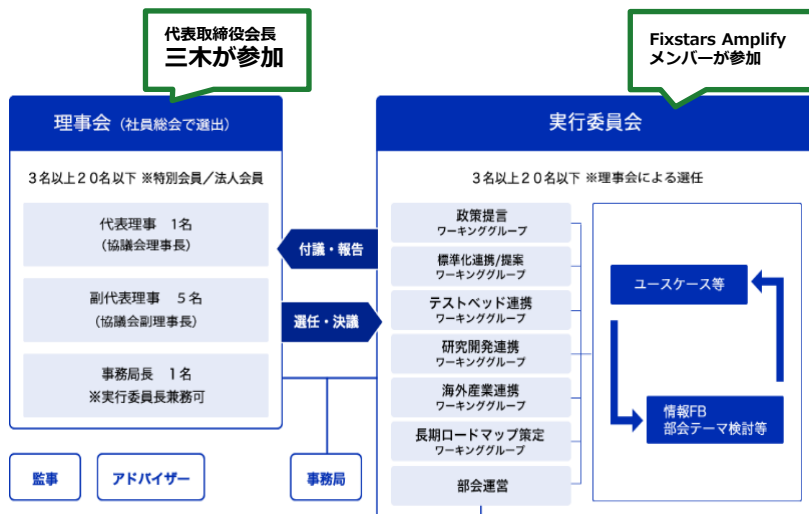 代表取締役会長
三木が参加
Fixstars Amplify
メンバーが参加
理事会（社員総会で選出）
3名以上20名以下 ※特別会員／法人会員
代表理事　1名
（協議会理事長）
副代表理事　5名
（協議会副理事長）
事務局長　1名
※実行委員長兼務可
監事
アドバイザー
付議・報告
選任・決議
事務局
実行委員会
3名以上20名以下 ※理事会による選任
政策提言
ワーキンググループ
標準化連携/提案
ワーキンググループ
テストベッド連携
ワーキンググループ
研究開発連携
ワーキンググループ
海外産業連携
ワーキンググループ
長期ロードマップ策定
ワーキンググループ
部会運営
ユースケース等
情報FB
部会テーマ検討等